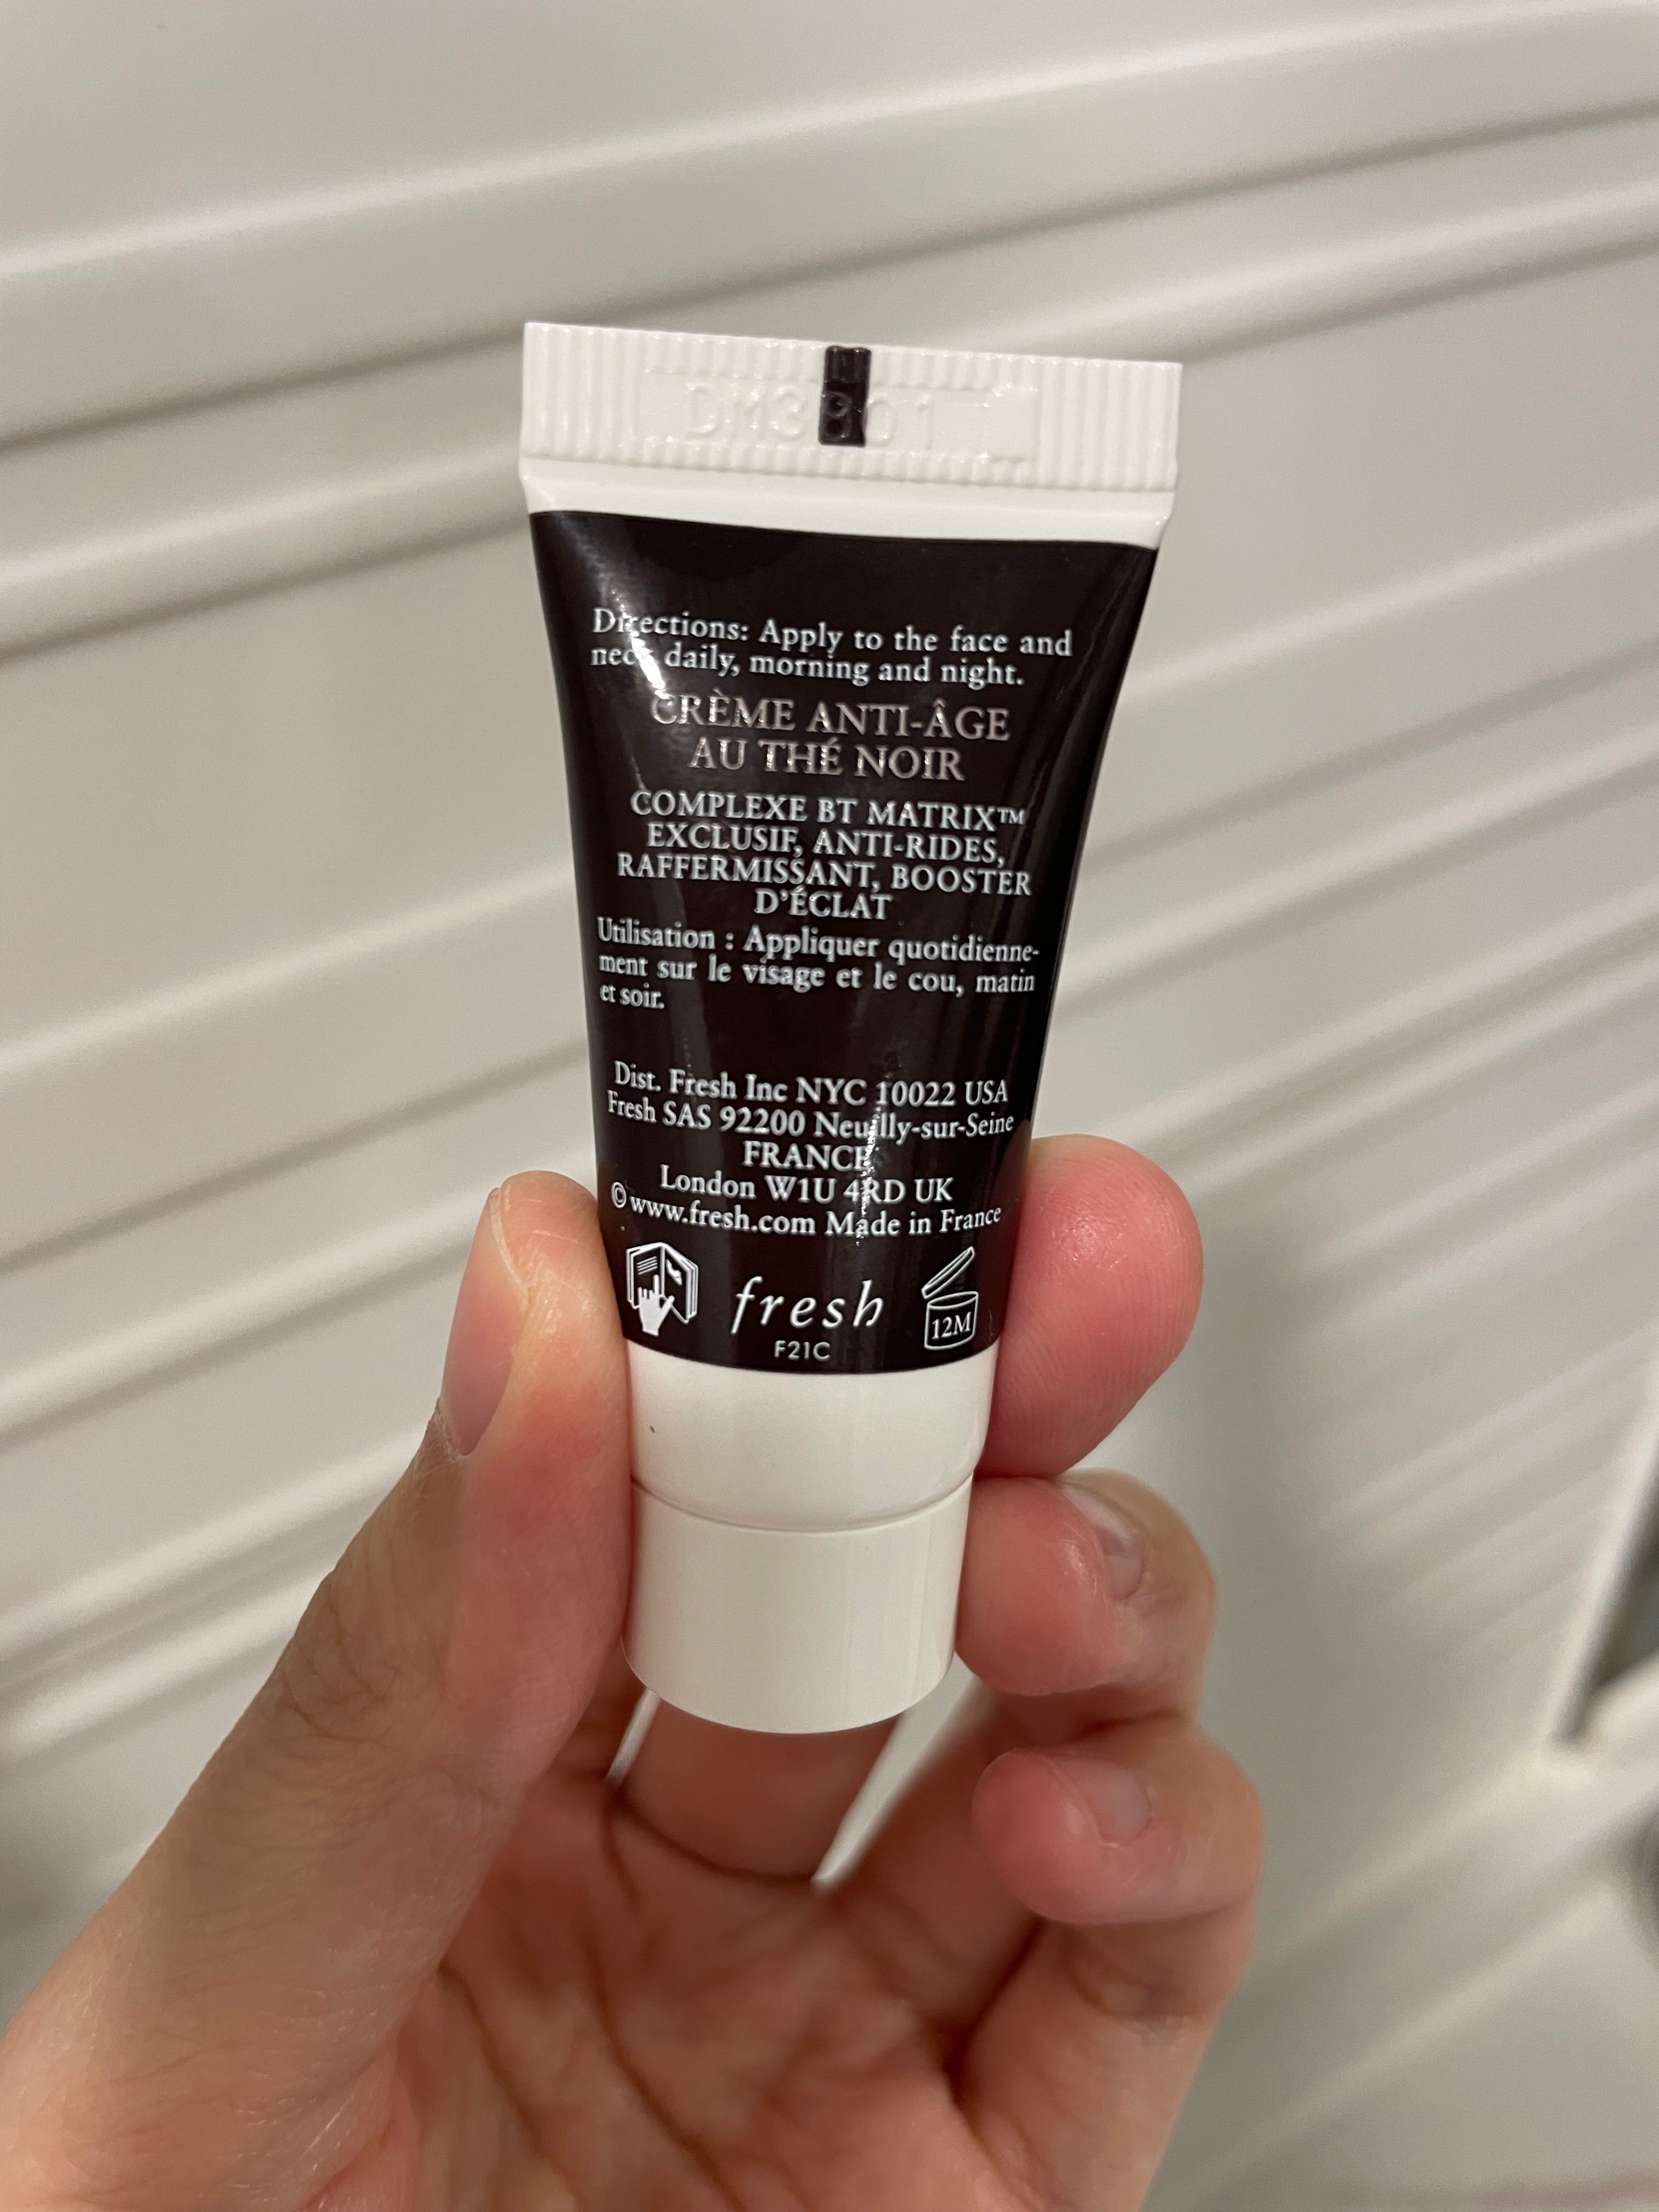 DM3801
Directions: Apply to the face and
neck daily, morning and night.
CRÈME ANTI-ÂGE
AU THÉ NOIR
COMPLEXE BT MATRIX™
EXCLUSIF, ANTI-RIDES,
RAFFERMISSANT, BOOSTER
D'ÉCLAT
Utilisation : Appliquer quotidienne-
ment sur le visage et le cou, matin
et soir.
Dist. Fresh Inc NYC 10022 USA
Fresh SAS 92200 Neuilly-sur-Seine
FRANCE
London W1U 4RD UK
©www.fresh.com Made in France
fresh
12M
F21C